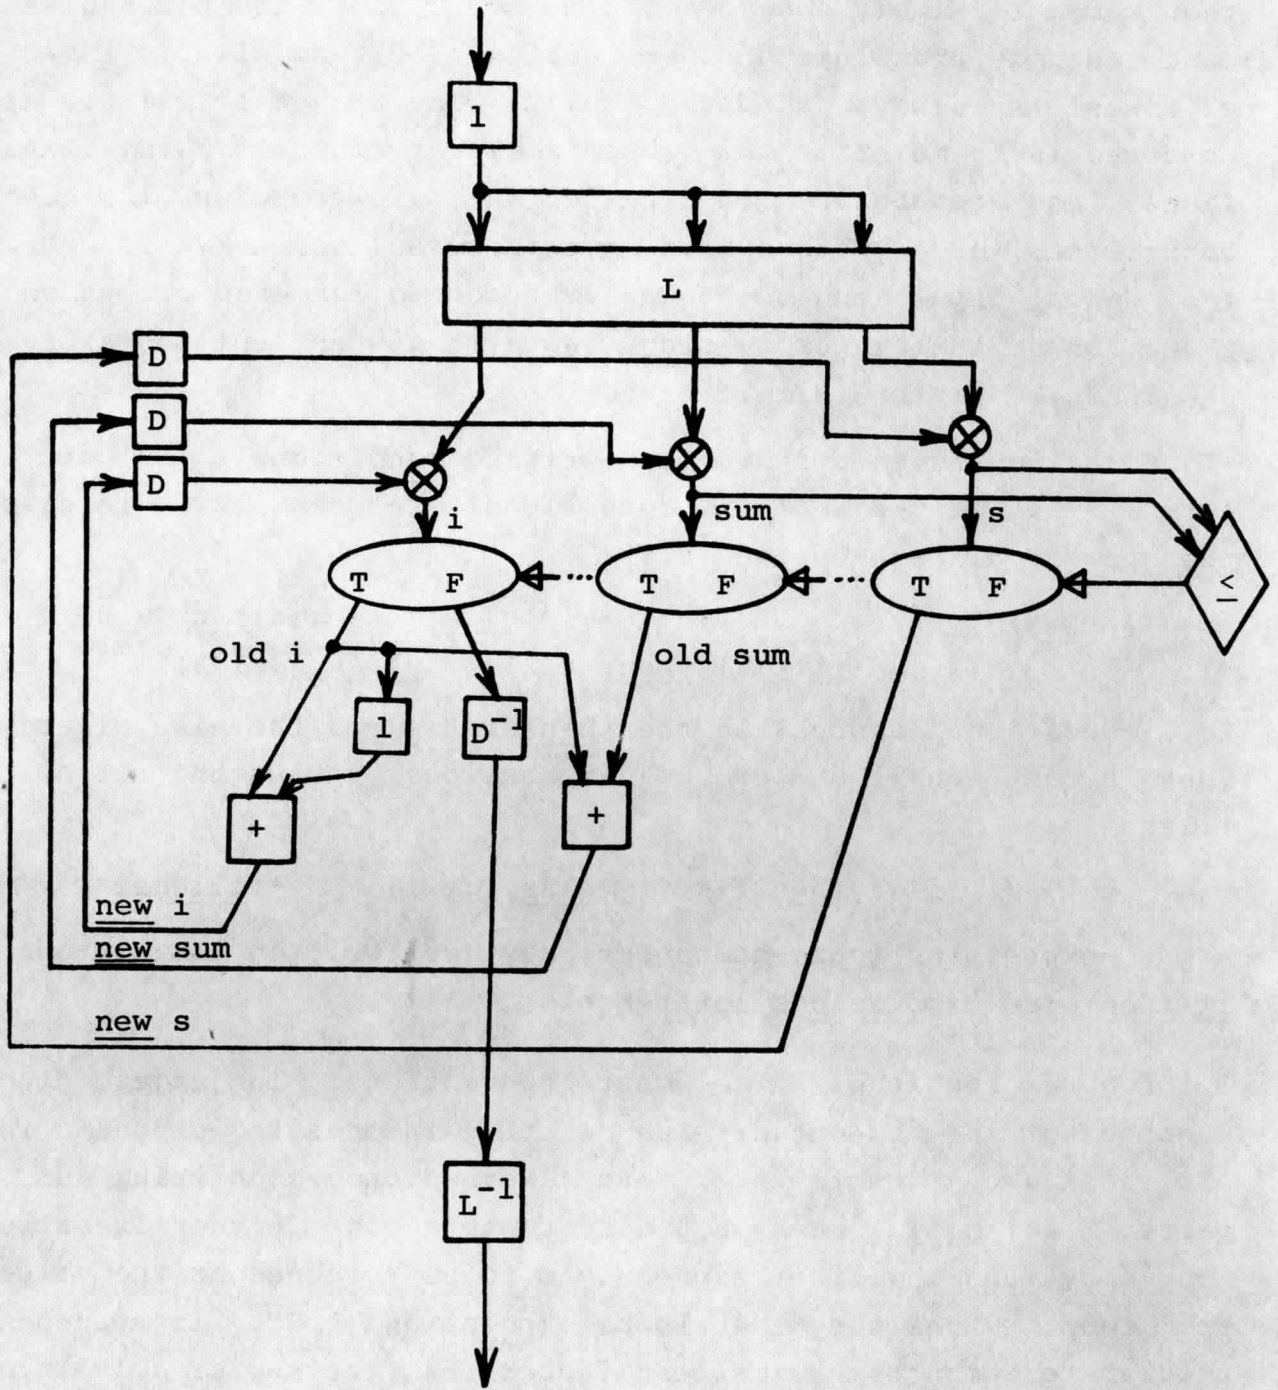 1
L
D
D
D
i
sum
s
T F
T F
T F
≤
old i
old sum
1
D-1
+
+
new i
new sum
new s
L-1